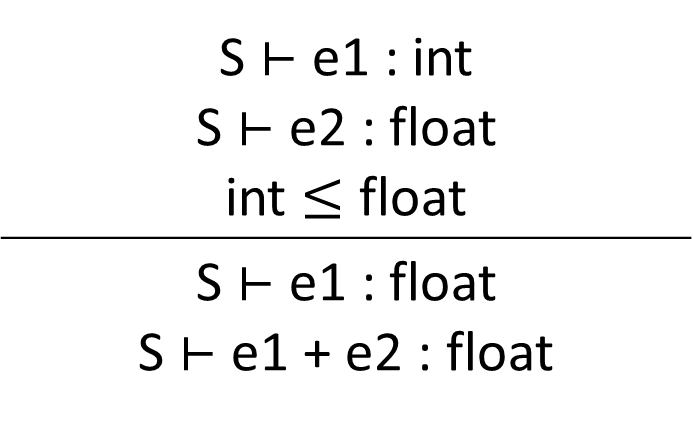 S ⊢ e1 : int
S ⊢ e2 : float
int ≤ float
S ⊢ e1 : float
S ⊢ e1 + e2 : float